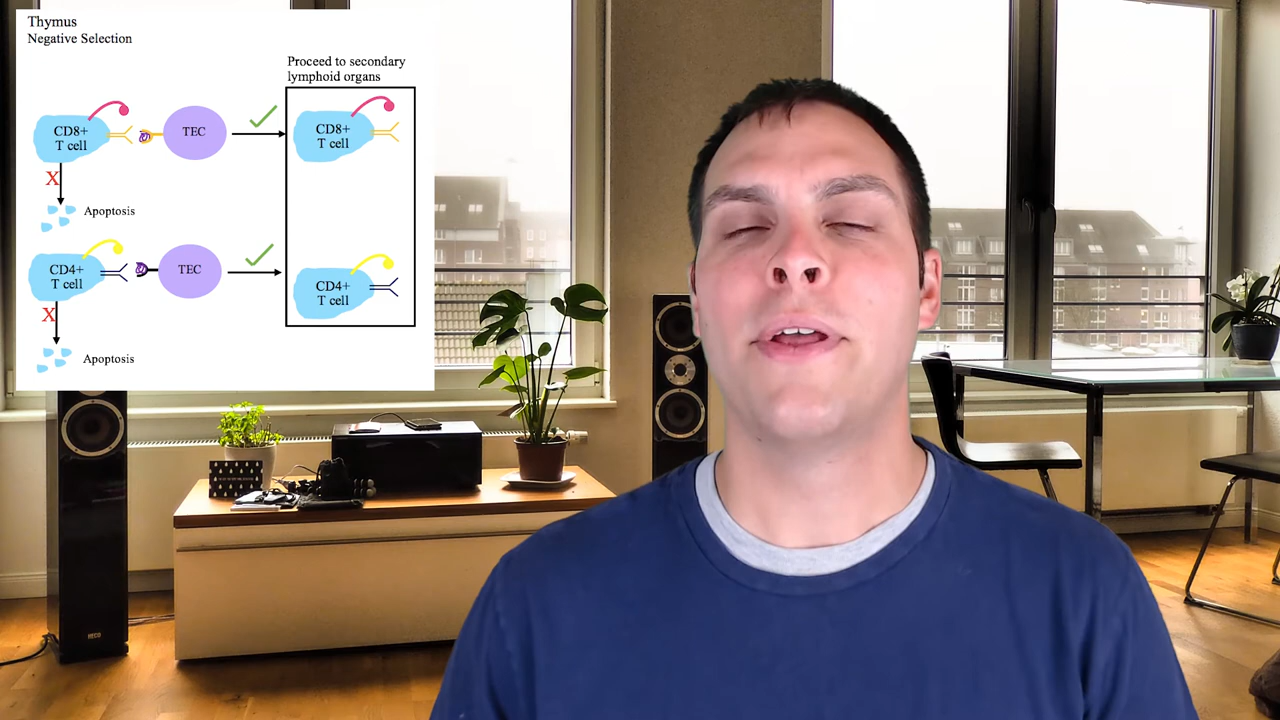 Thymus
Negative Selection
Proceed to secondary
lymphoid organs
CD8+
T cell
TEC
CD8+
T cell
X
Apoptosis
CD4+
T cell
TEC
CD4+
T cell
X
Apoptosis
HECO